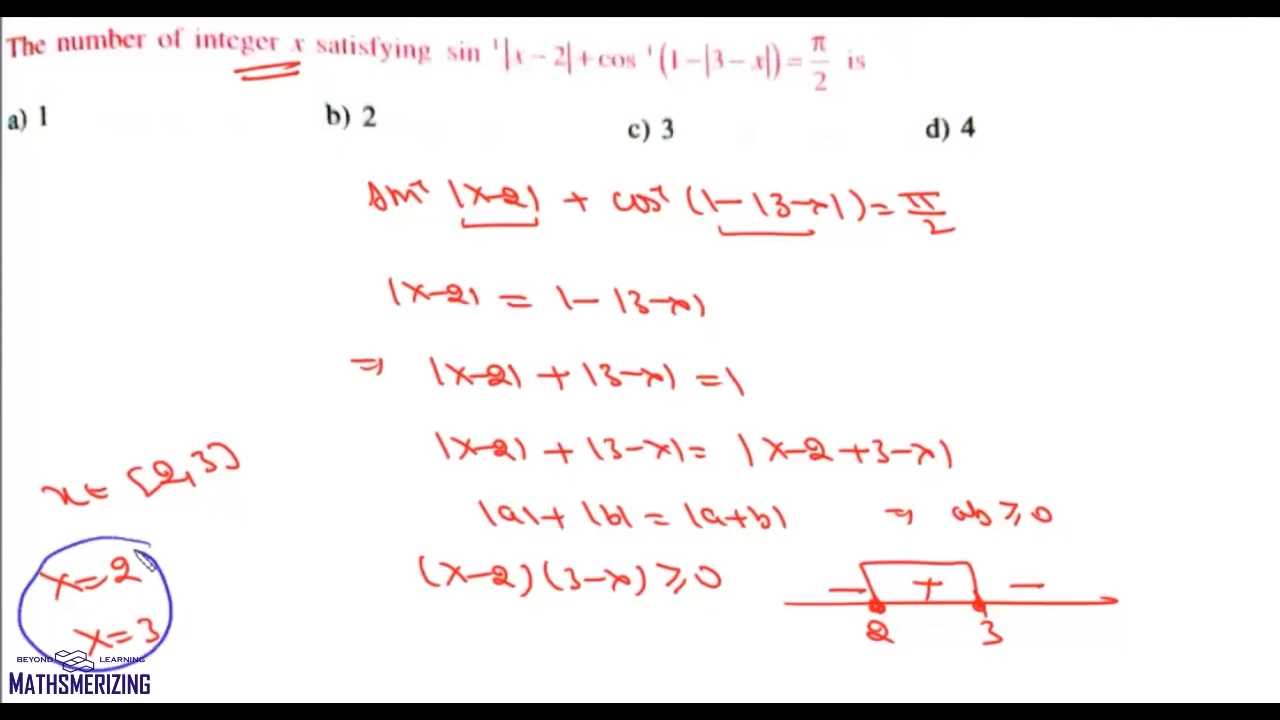 The number of integer x satisfying sin⁻¹|x − 2| + cos⁻¹(1 − |3 − x|) = π/2 is
a) 1 b) 2 c) 3 d) 4
sin⁻¹ |x−2| + cos⁻¹ (1−|3−x|) = π/2
|x−2| = 1− |3−x|
⇒ |x−2| + |3−x| = 1
|x−2| + |3−x| = |x−2+3−x|
|a| + |b| = |a+b| ⇒ ab ≥ 0
(x−2)(3−x) ≥ 0
− + −
2 3
x ∈ [2,3]
x=2
x=3
BEYOND LEARNING
MATHSMERIZING